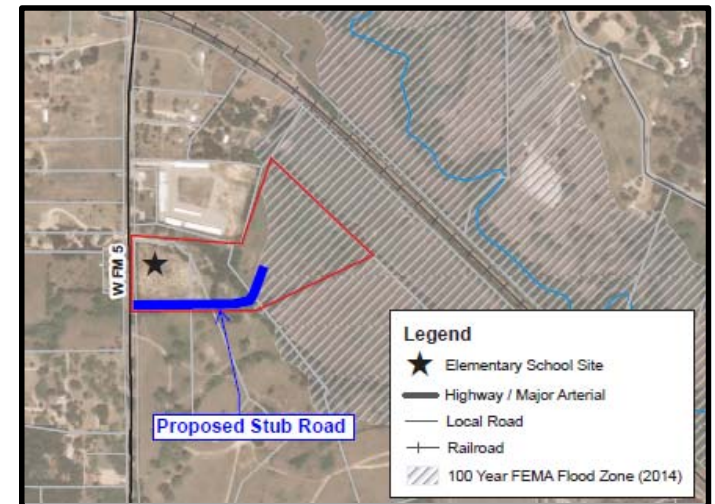 W FM 5
Proposed Stub Road
Legend
Elementary School Site
Highway / Major Arterial
Local Road
Railroad
100 Year FEMA Flood Zone (2014)